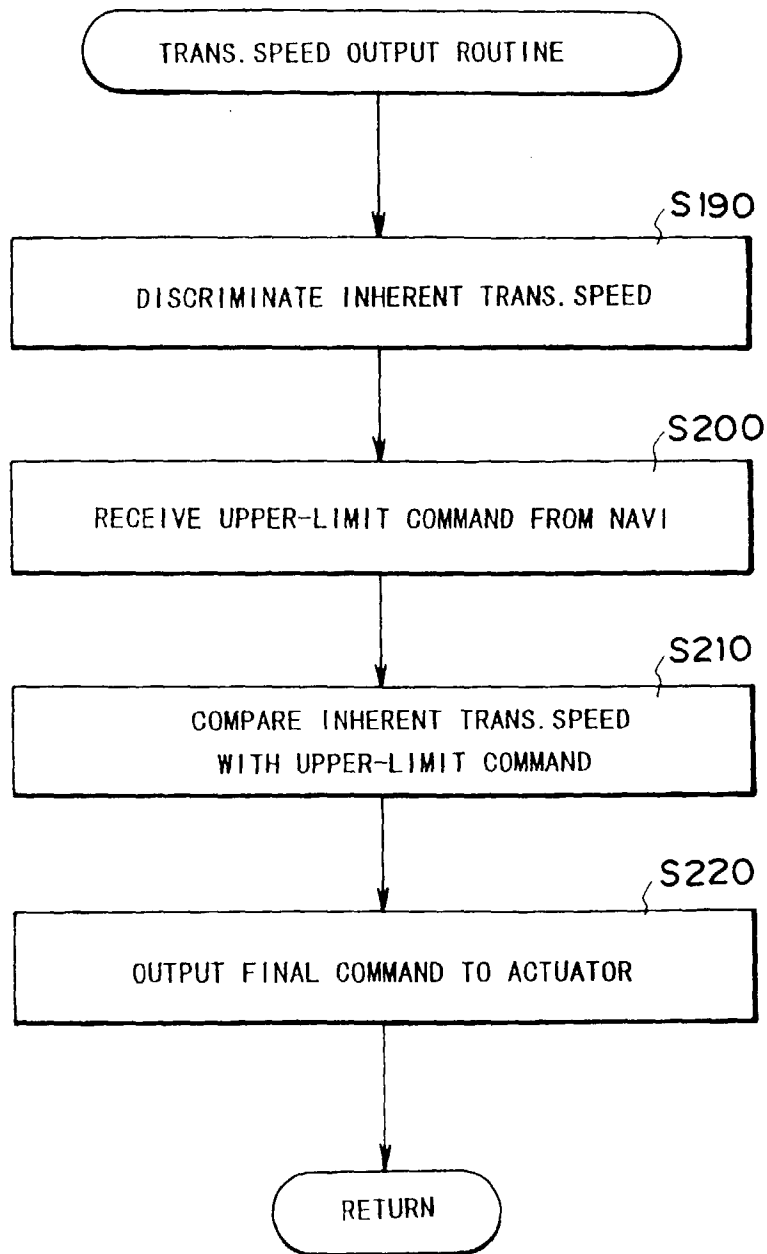 TRANS.SPEED OUTPUT ROUTINE
S190
DISCRIMINATE INHERENT TRANS.SPEED
S200
RECEIVE UPPER-LIMIT COMMAND FROM NAVI
S210
COMPARE INHERENT TRANS.SPEED
WITH UPPER-LIMIT COMMAND
S220
OUTPUT FINAL COMMAND TO ACTUATOR
RETURN